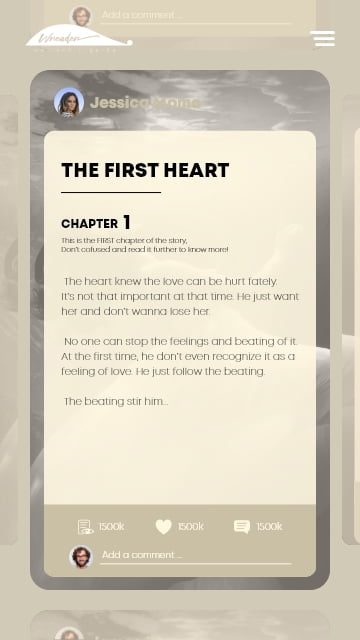 Add a comment ...
Wreader
Jessica Momo
THE FIRST HEART
CHAPTER 1
This is the FIRST chapter of the story,
Don't cofused and read it further to know more!
The heart knew the love can be hurt fately.
It's not that important at that time. He just want
her and don't wanna lose her.
No one can stop the feelings and beating of it.
At the first time, he don't even recognize it as a
feeling of love. He just follow the beating.
The beating stir him...
1500k 1500k 1500k
Add a comment ...